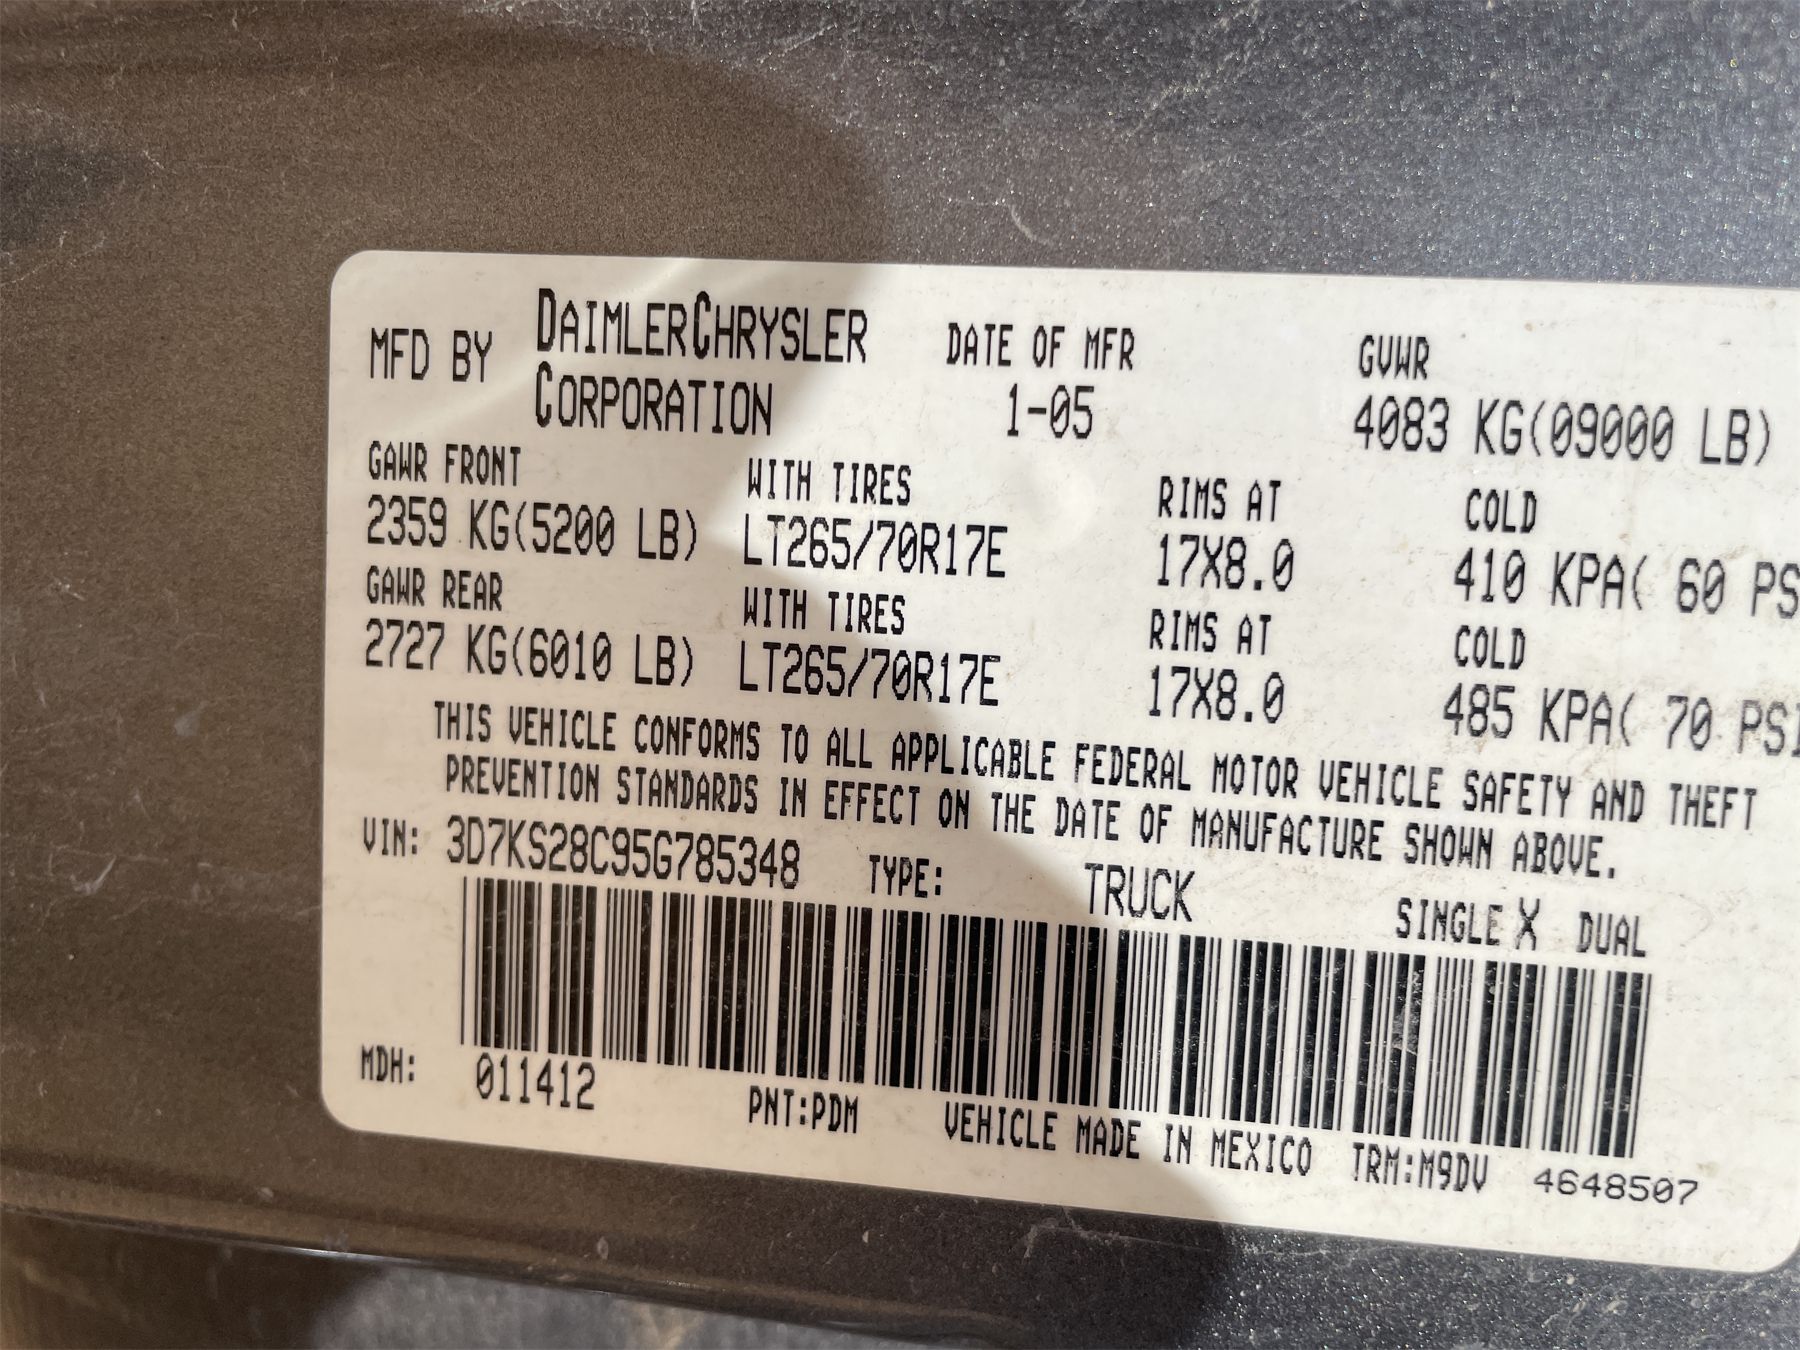 MFD BY DAIMLERCHRYSLER CORPORATION DATE OF MFR 1-05 GVWR 4083 KG(09000 LB)
GAWR FRONT WITH TIRES RIMS AT COLD
2359 KG(5200 LB) LT265/70R17E 17X8.0 410 KPA( 60 PS
GAWR REAR WITH TIRES RIMS AT COLD
2727 KG(6010 LB) LT265/70R17E 17X8.0 485 KPA( 70 PSI
THIS VEHICLE CONFORMS TO ALL APPLICABLE FEDERAL MOTOR VEHICLE SAFETY AND THEFT
PREVENTION STANDARDS IN EFFECT ON THE DATE OF MANUFACTURE SHOWN ABOVE.
VIN: 3D7KS28C95G785348 TYPE: TRUCK SINGLE X DUAL
MDH: 011412 PNT:PDM VEHICLE MADE IN MEXICO TRM:M9DV 4648507